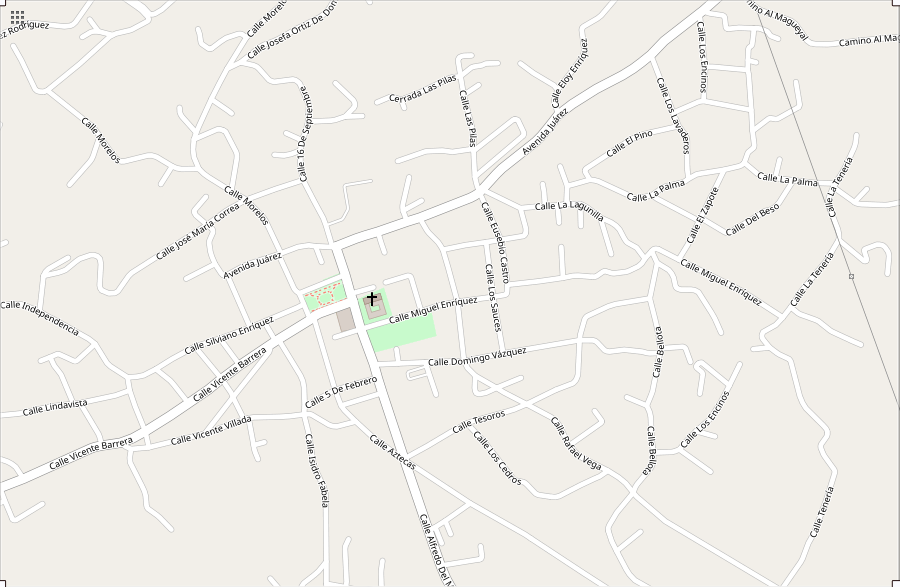 Calle Morelos
Calle Josefa Ortiz De Don
ez Rodríguez
no Al Magueyal
Camino Al Mag
Calle Los Encinos
Calle Eloy Enríquez
Cerrada Las Pilas
Calle 16 De Septiembre
Calle Las Pilas
Avenida Juárez
Calle Los Lavaderos
Calle El Pino
Calle Morelos
Calle La Palma
Calle La Palma
Calle La Tenería
Calle Morelos
Calle José María Correa
Calle La Lagunilla
Calle El Zapote
Calle Del Beso
Calle Eusebio Castro
Avenida Juárez
Calle Los Sauces
Calle Miguel Enríquez
Calle La Tenería
Calle Independencia
Calle Miguel Enríquez
Calle Silviano Enríquez
Calle Vicente Barrera
Calle Domingo Vázquez
Calle Bellota
Calle 5 De Febrero
Calle Lindavista
Calle Los Encinos
Calle Tesoros
Calle Vicente Villada
Calle Vicente Barrera
Calle Aztecas
Calle Rafael Vega
Calle Bellota
Calle Los Cedros
Calle Isidro Fabela
Calle Tenería
Calle Alfredo Del M